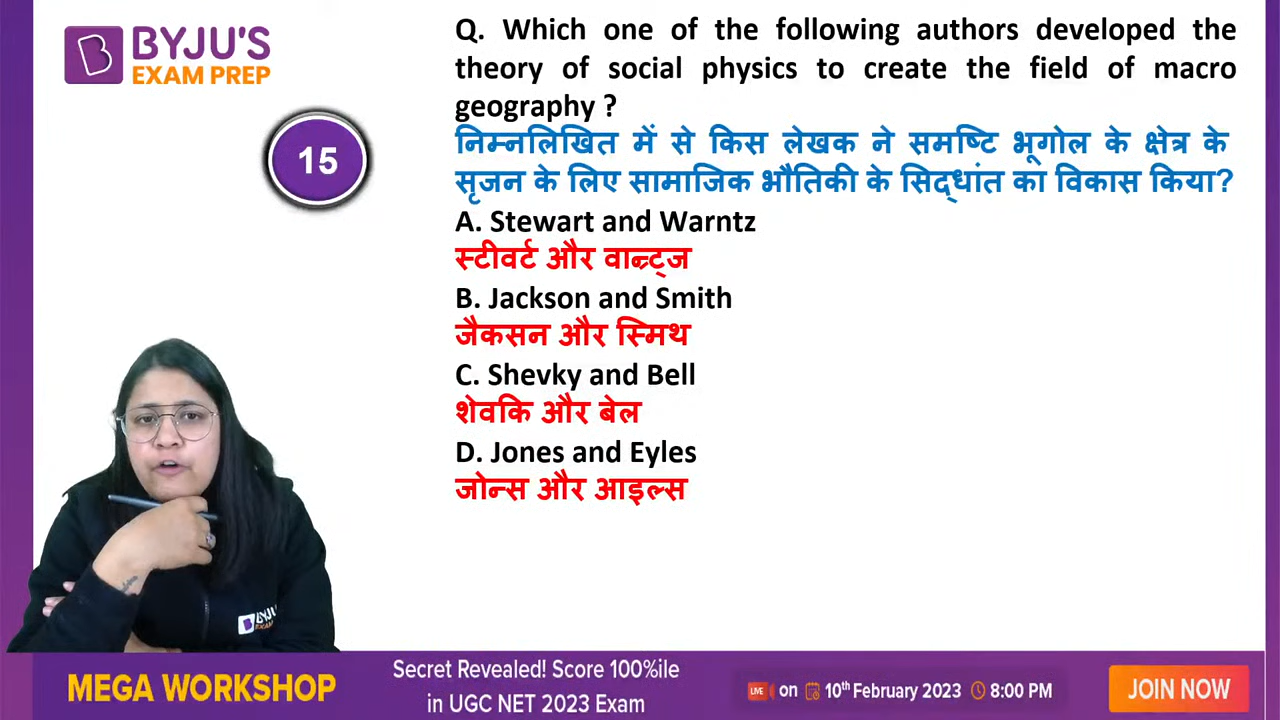 BYJU'S
EXAM PREP
15
Q. Which one of the following authors developed the
theory of social physics to create the field of macro
geography ?
निम्नलिखित में से किस लेखक ने समष्टि भूगोल के क्षेत्र के
सृजन के लिए सामाजिक भौतिकी के सिद्धांत का विकास किया?
A. Stewart and Warntz
स्टीवर्ट और वान्र्ट्ज
B. Jackson and Smith
जैकसन और स्मिथ
C. Shevky and Bell
शेवकि और बेल
D. Jones and Eyles
जोन्स और आइल्स
BYJU
EXAM
MEGA WORKSHOP
Secret Revealed! Score 100%ile
in UGC NET 2023 Exam
LIVE on 10th February 2023 8:00 PM
JOIN NOW